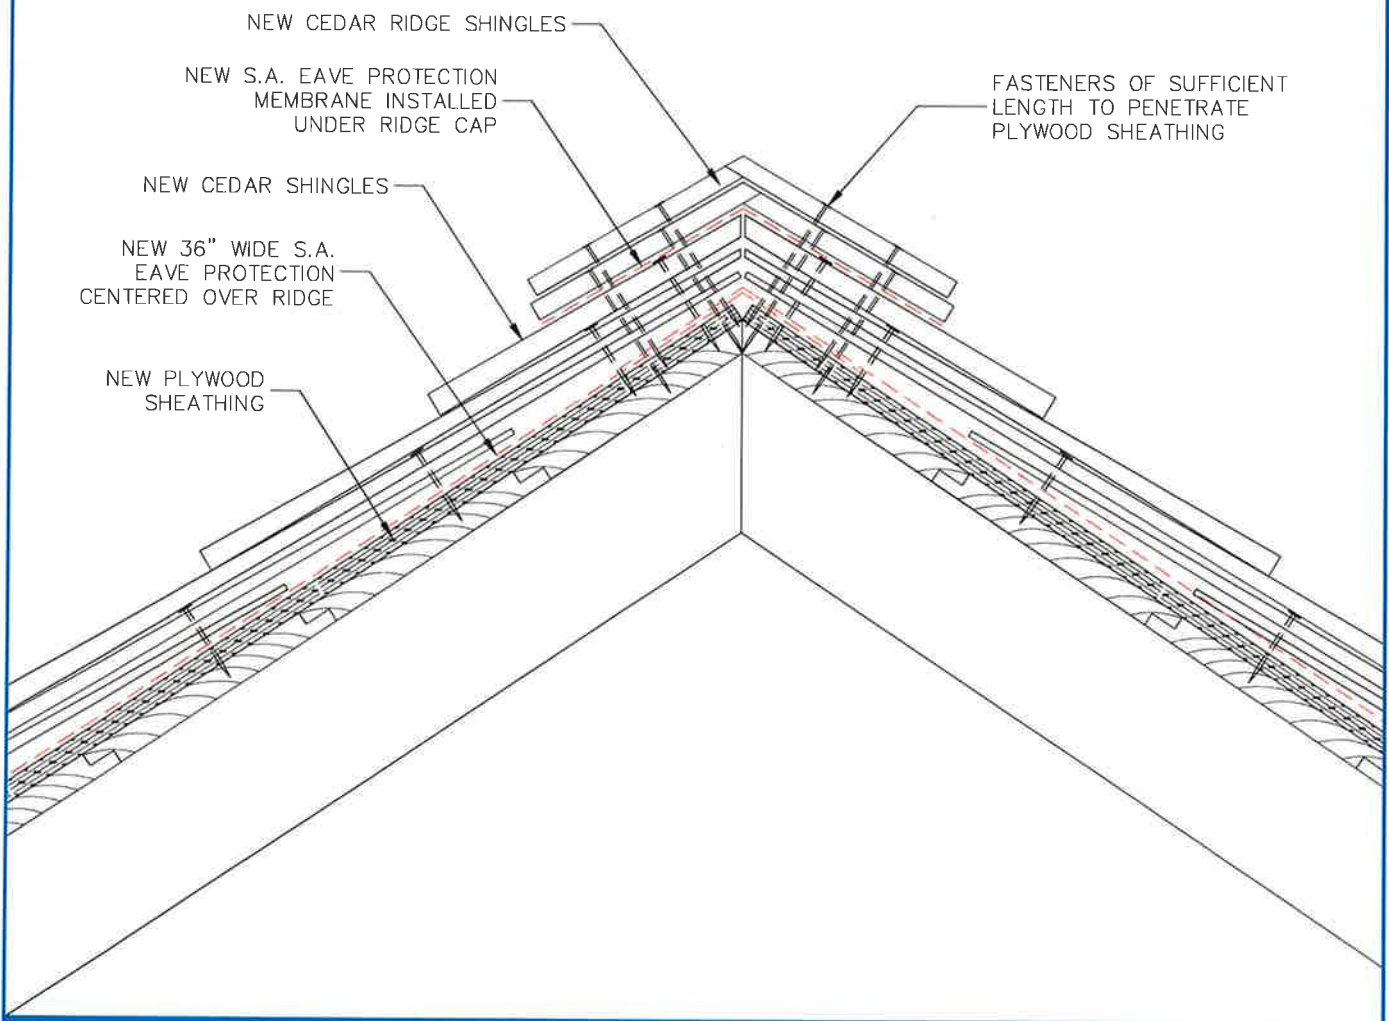 NEW CEDAR RIDGE SHINGLES
NEW S.A. EAVE PROTECTION
MEMBRANE INSTALLED
UNDER RIDGE CAP
FASTENERS OF SUFFICIENT
LENGTH TO PENETRATE
PLYWOOD SHEATHING
NEW CEDAR SHINGLES
NEW 36" WIDE S.A.
EAVE PROTECTION
CENTERED OVER RIDGE
NEW PLYWOOD
SHEATHING